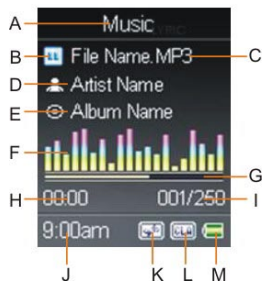 A
Music
B
File Name.MP3
C
D
Artist Name
E
Album Name
F
G
H
00:00
001/250
I
9:00am
J
K
L
M